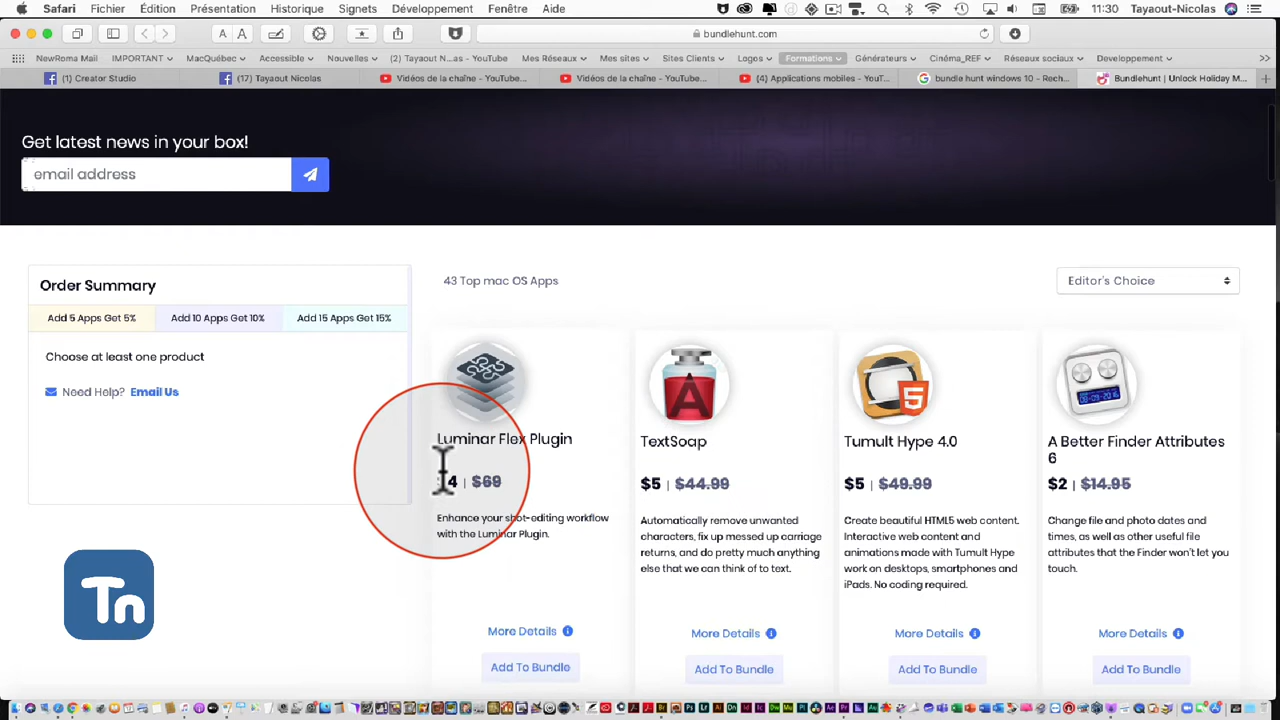 Safari Fichier Édition Présentation Historique Signets Développement Fenêtre Aide 11:30 Tayaout-Nicolas
bundlehunt.com
NewRoma Mail IMPORTANT MacQuébec Accessible Nouvelles (2) Tayaout N...as - YouTube Mes Réseaux Mes sites Sites Clients Logos Formations Générateurs Cinéma_REF Réseaux sociaux Developpement
(1) Creator Studio (17) Tayaout Nicolas Vidéos de la chaîne - YouTube... Vidéos de la chaîne - YouTube... (4) Applications mobiles - YouT... bundle hunt windows 10 - Rech... Bundlehunt | Unlock Holiday M...
Get latest news in your box!
email address
Order Summary
Add 5 Apps Get 5% Add 10 Apps Get 10% Add 15 Apps Get 15%
Choose at least one product
Need Help? Email Us
Tn
43 Top mac OS Apps
Editor's Choice
Luminar Flex Plugin
4 | $69
Enhance your shot-editing workflow
with the Luminar Plugin.
More Details
Add To Bundle
TextSoap
$5 | $44.99
Automatically remove unwanted
characters, fix up messed up carriage
returns, and do pretty much anything
else that we can think of to text.
More Details
Add To Bundle
Tumult Hype 4.0
$5 | $49.99
Create beautiful HTML5 web content.
Interactive web content and
animations made with Tumult Hype
work on desktops, smartphones and
iPads. No coding required.
More Details
Add To Bundle
A Better Finder Attributes
6
$2 | $14.95
Change file and photo dates and
times, as well as other useful file
attributes that the Finder won't let you
touch.
More Details
Add To Bundle